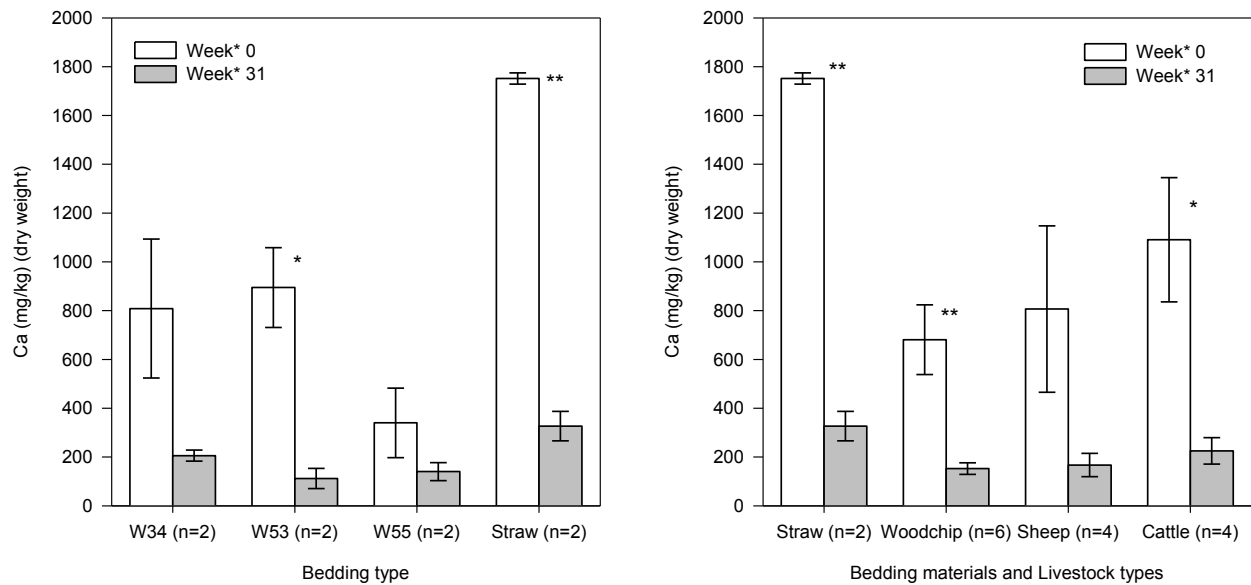 Ca (mg/kg) (dry weight)
2000
1800
1600
1400
1200
1000
800
600
400
200
0
Week* 0
Week* 31
*
**
W34 (n=2) W53 (n=2) W55 (n=2) Straw (n=2)
Bedding type
Ca (mg/kg) (dry weight)
2000
1800
1600
1400
1200
1000
800
600
400
200
0
Week* 0
Week* 31
**
**
*
Straw (n=2) Woodchip (n=6) Sheep (n=4) Cattle (n=4)
Bedding materials and Livestock types